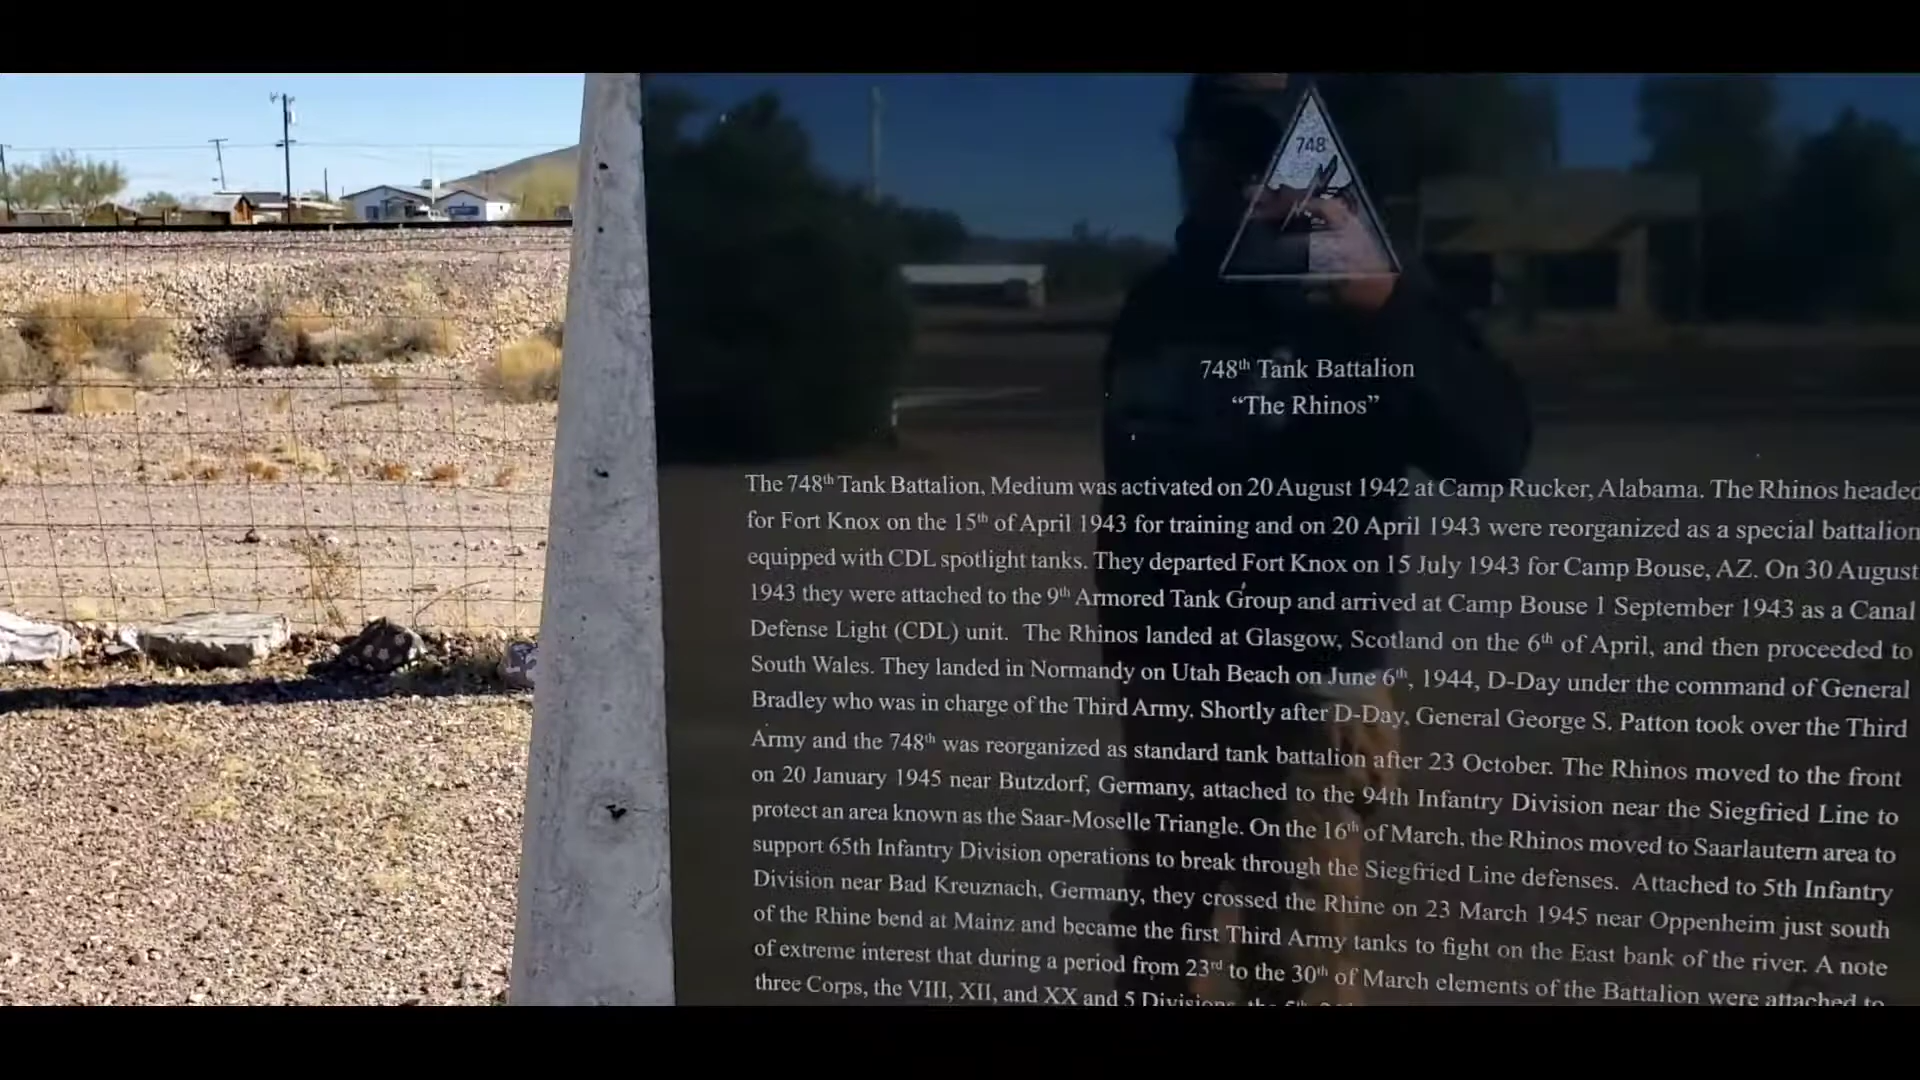 748
748th Tank Battalion
“The Rhinos”
The 748th Tank Battalion, Medium was activated on 20 August 1942 at Camp Rucker, Alabama. The Rhinos headed
for Fort Knox on the 15th of April 1943 for training and on 20 April 1943 were reorganized as a special battalion
equipped with CDL spotlight tanks. They departed Fort Knox on 15 July 1943 for Camp Bouse, AZ. On 30 August
1943 they were attached to the 9th Armored Tank Group and arrived at Camp Bouse 1 September 1943 as a Canal
Defense Light (CDL) unit. The Rhinos landed at Glasgow, Scotland on the 6th of April, and then proceeded to
South Wales. They landed in Normandy on Utah Beach on June 6th, 1944, D-Day under the command of General
Bradley who was in charge of the Third Army. Shortly after D-Day, General George S. Patton took over the Third
Army and the 748th was reorganized as standard tank battalion after 23 October. The Rhinos moved to the front
on 20 January 1945 near Butzdorf, Germany, attached to the 94th Infantry Division near the Siegfried Line to
protect an area known as the Saar-Moselle Triangle. On the 16th of March, the Rhinos moved to Saarlautern area to
support 65th Infantry Division operations to break through the Siegfried Line defenses. Attached to 5th Infantry
Division near Bad Kreuznach, Germany, they crossed the Rhine on 23 March 1945 near Oppenheim just south
of the Rhine bend at Mainz and became the first Third Army tanks to fight on the East bank of the river. A note
of extreme interest that during a period from 23rd to the 30th of March elements of the Battalion were attached to
three Corps, the VIII, XII, and XX and 5 Divisions, the 5th